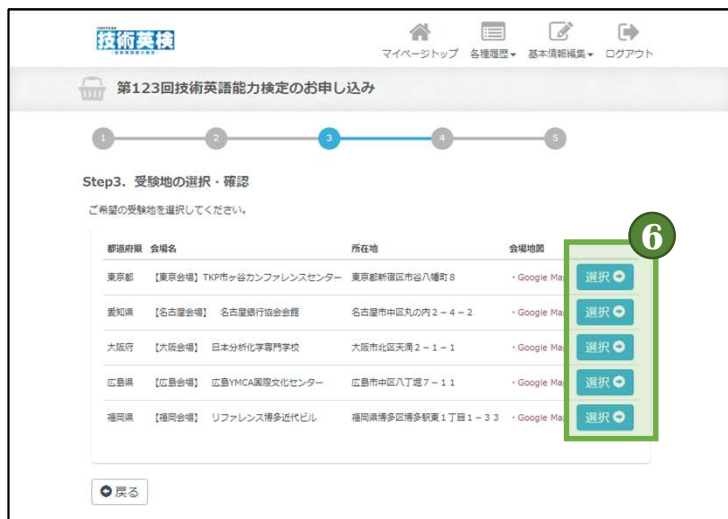 技術英検
マイページトップ 各種履歴▾ 基本情報編集▾ ログアウト
第123回技術英語能力検定のお申し込み
1 2 3 4 5
Step3. 受験地の選択・確認
ご希望の受験地を選択してください。
6
都道府県 会場名 所在地 会場地図
東京都 【東京会場】TKP市ヶ谷カンファレンスセンター 東京都新宿区市谷八幡町8 ・Google Ma 選択
愛知県 【名古屋会場】 名古屋銀行協会会館 名古屋市中区丸の内2-4-2 ・Google Ma 選択
大阪府 【大阪会場】 日本分析化学専門学校 大阪市北区天満2-1-1 ・Google Ma 選択
広島県 【広島会場】 広島YMCA国際文化センター 広島市中区八丁堀7-11 ・Google Ma 選択
福岡県 【福岡会場】 リファレンス博多近代ビル 福岡県博多区博多駅東1丁目1-33 ・Google Ma 選択
戻る